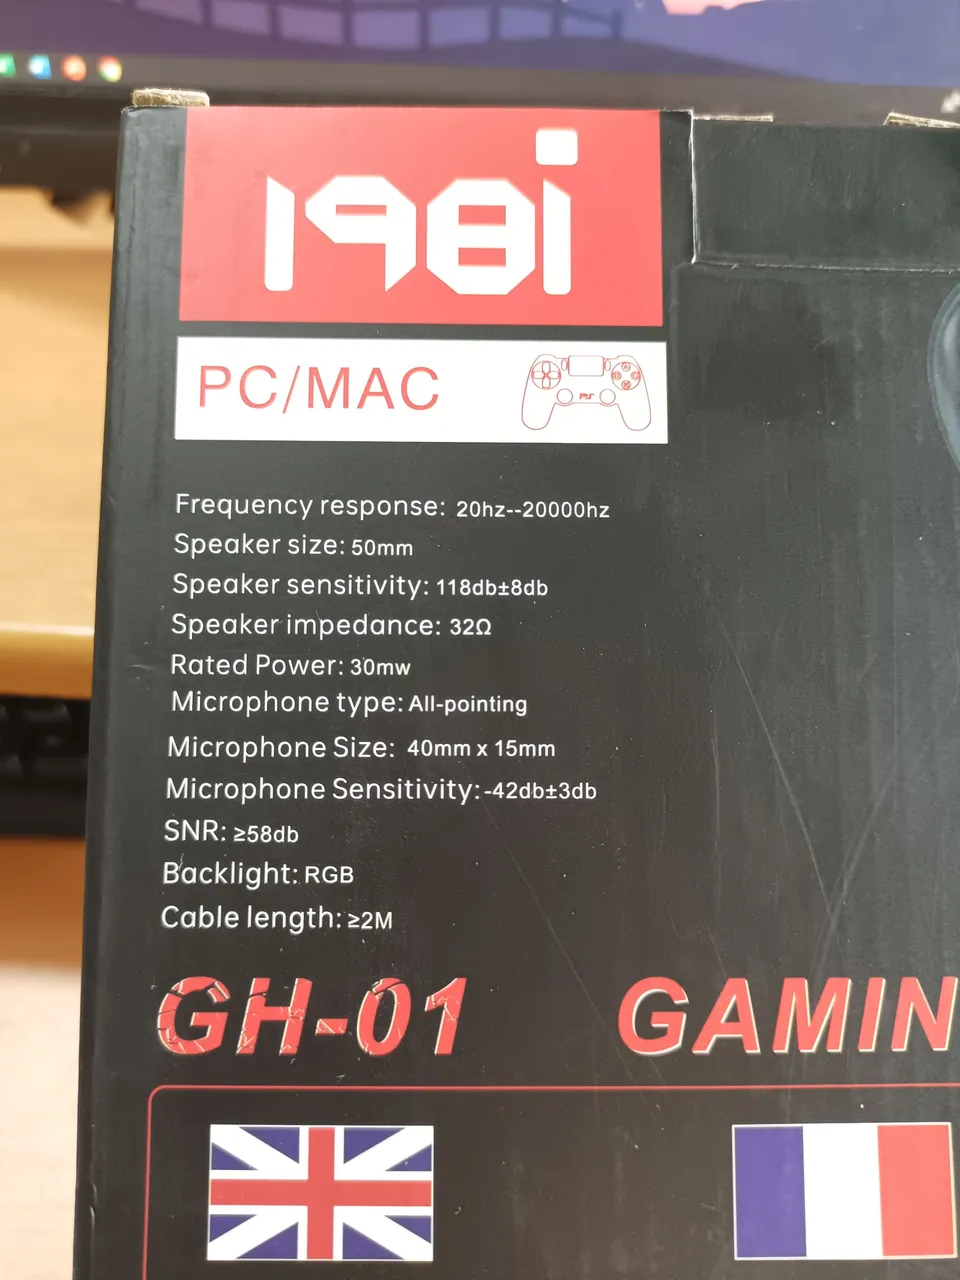 198i
PC/MAC
Frequency response: 20hz--20000hz
Speaker size: 50mm
Speaker sensitivity: 118db±8db
Speaker impedance: 32Ω
Rated Power: 30mw
Microphone type: All-pointing
Microphone Size: 40mm x 15mm
Microphone Sensitivity:-42db±3db
SNR: ≥58db
Backlight: RGB
Cable length: ≥2M
GH-01 GAMIN